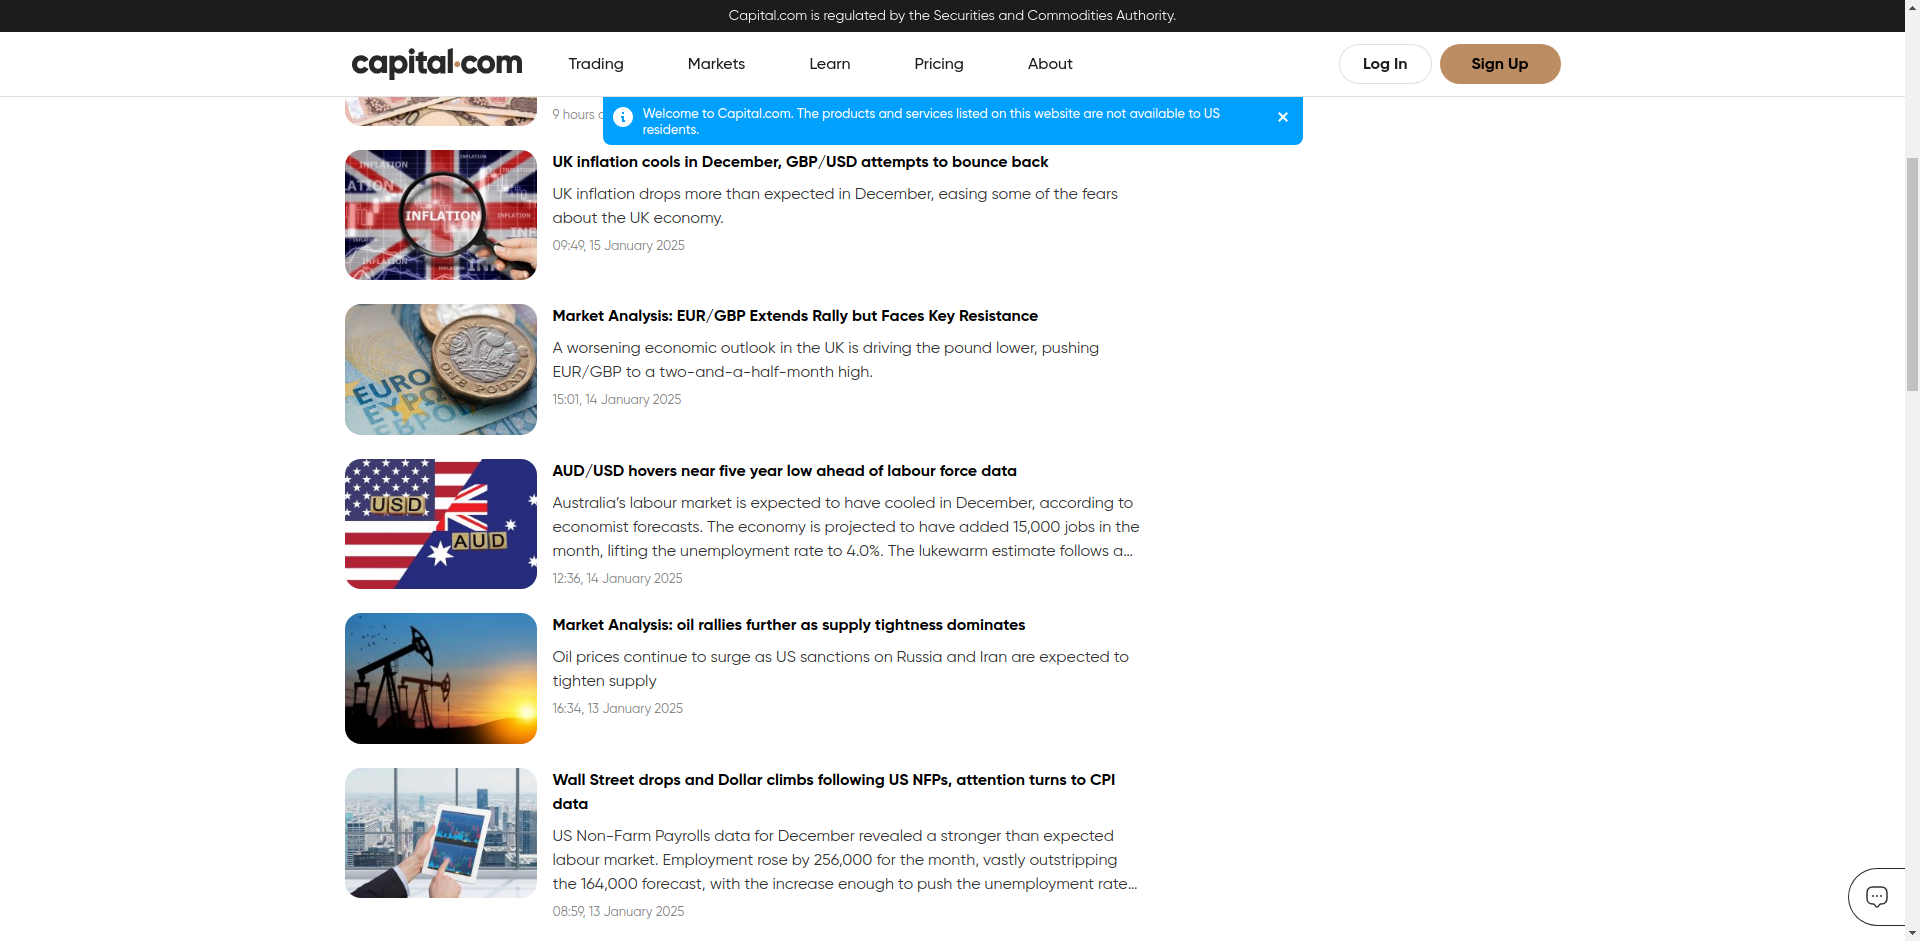 Capital.com is regulated by the Securities and Commodities Authority.
capital.com
Trading
Markets
Learn
Pricing
About
Log In
Sign Up
9 hours
Welcome to Capital.com. The products and services listed on this website are not available to US
residents.
INFLATION
UK inflation cools in December, GBP/USD attempts to bounce back
UK inflation drops more than expected in December, easing some of the fears
about the UK economy.
09:49, 15 January 2025
EURO
ONE POUND
Market Analysis: EUR/GBP Extends Rally but Faces Key Resistance
A worsening economic outlook in the UK is driving the pound lower, pushing
EUR/GBP to a two-and-a-half-month high.
15:01, 14 January 2025
USD
AUD
AUD/USD hovers near five year low ahead of labour force data
Australia’s labour market is expected to have cooled in December, according to
economist forecasts. The economy is projected to have added 15,000 jobs in the
month, lifting the unemployment rate to 4.0%. The lukewarm estimate follows a...
12:36, 14 January 2025
Market Analysis: oil rallies further as supply tightness dominates
Oil prices continue to surge as US sanctions on Russia and Iran are expected to
tighten supply
16:34, 13 January 2025
Wall Street drops and Dollar climbs following US NFPs, attention turns to CPI
data
US Non-Farm Payrolls data for December revealed a stronger than expected
labour market. Employment rose by 256,000 for the month, vastly outstripping
the 164,000 forecast, with the increase enough to push the unemployment rate...
08:59, 13 January 2025